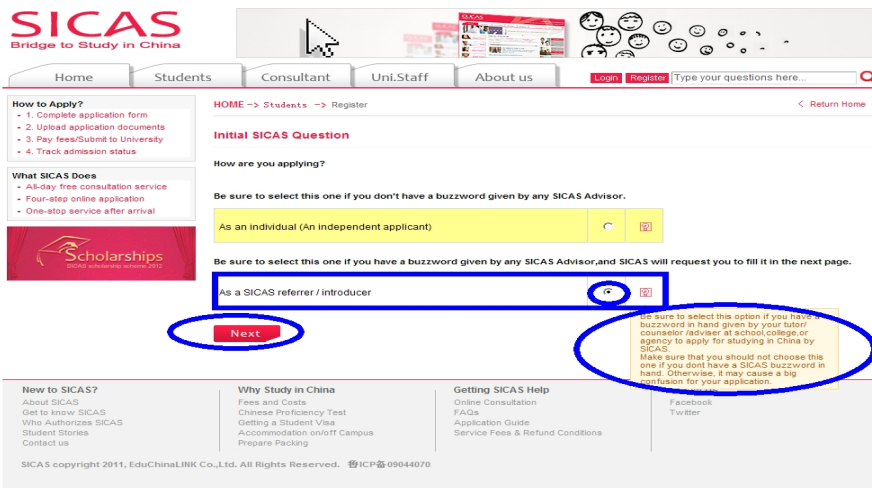 SICAS
Bridge to Study in China
Home Students Consultant Uni.Staff About us Login Register Type your questions here...
How to Apply?
- 1. Complete application form
- 2. Upload application documents
- 3. Pay fees/Submit to University
- 4. Track admission status
What SICAS Does
- All-day free consultation service
- Four-step online application
- One-stop service after arrival
Scholarships
SICAS scholarship scheme 2012
HOME -> Students -> Register < Return Home
Initial SICAS Question
How are you applying?
Be sure to select this one if you don't have a buzzword given by any SICAS Advisor.
As an individual (An independent applicant)
Be sure to select this one if you have a buzzword given by any SICAS Advisor,and SICAS will request you to fill it in the next page.
As a SICAS referrer / introducer
Next
Be sure to select this option if you have a
buzzword in hand given by your tutor/
counselor /adviser at achool,college,or
agency to apply for studying in China by
SICAS.
Make sure that you should not choose this
one if you dont have a SICAS buzzword in
hand. Otherwise, it may cause a big
confusion for your application.
New to SICAS?
About SICAS
Get to know SICAS
Who Authorizes SICAS
Student Stories
Contact us
Why Study in China
Fees and Costs
Chinese Proficiency Test
Getting a Student Visa
Accommodation on/off Campus
Prepare Packing
Getting SICAS Help
Online Consultation
FAQs
Application Guide
Service Fees & Refund Conditions
Facebook
Twitter
SICAS copyright 2011, EduChinaLINK Co.,Ltd. All Rights Reserved. 鲁ICP备09044070